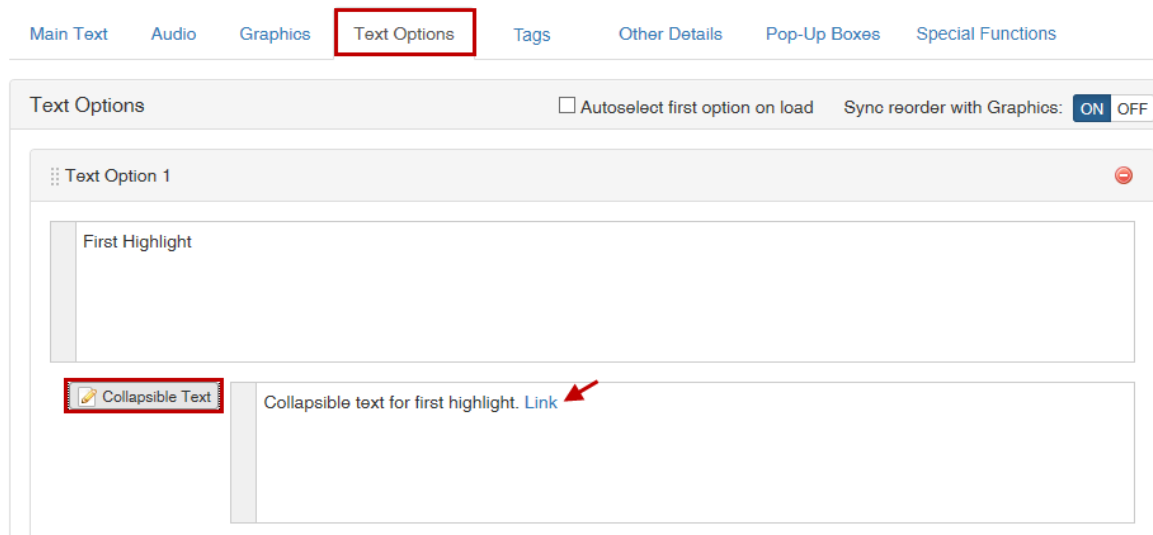 Main Text Audio Graphics Text Options Tags Other Details Pop-Up Boxes Special Functions
Text Options Autoselect first option on load Sync reorder with Graphics: ON OFF
Text Option 1
First Highlight
Collapsible Text Collapsible text for first highlight. Link